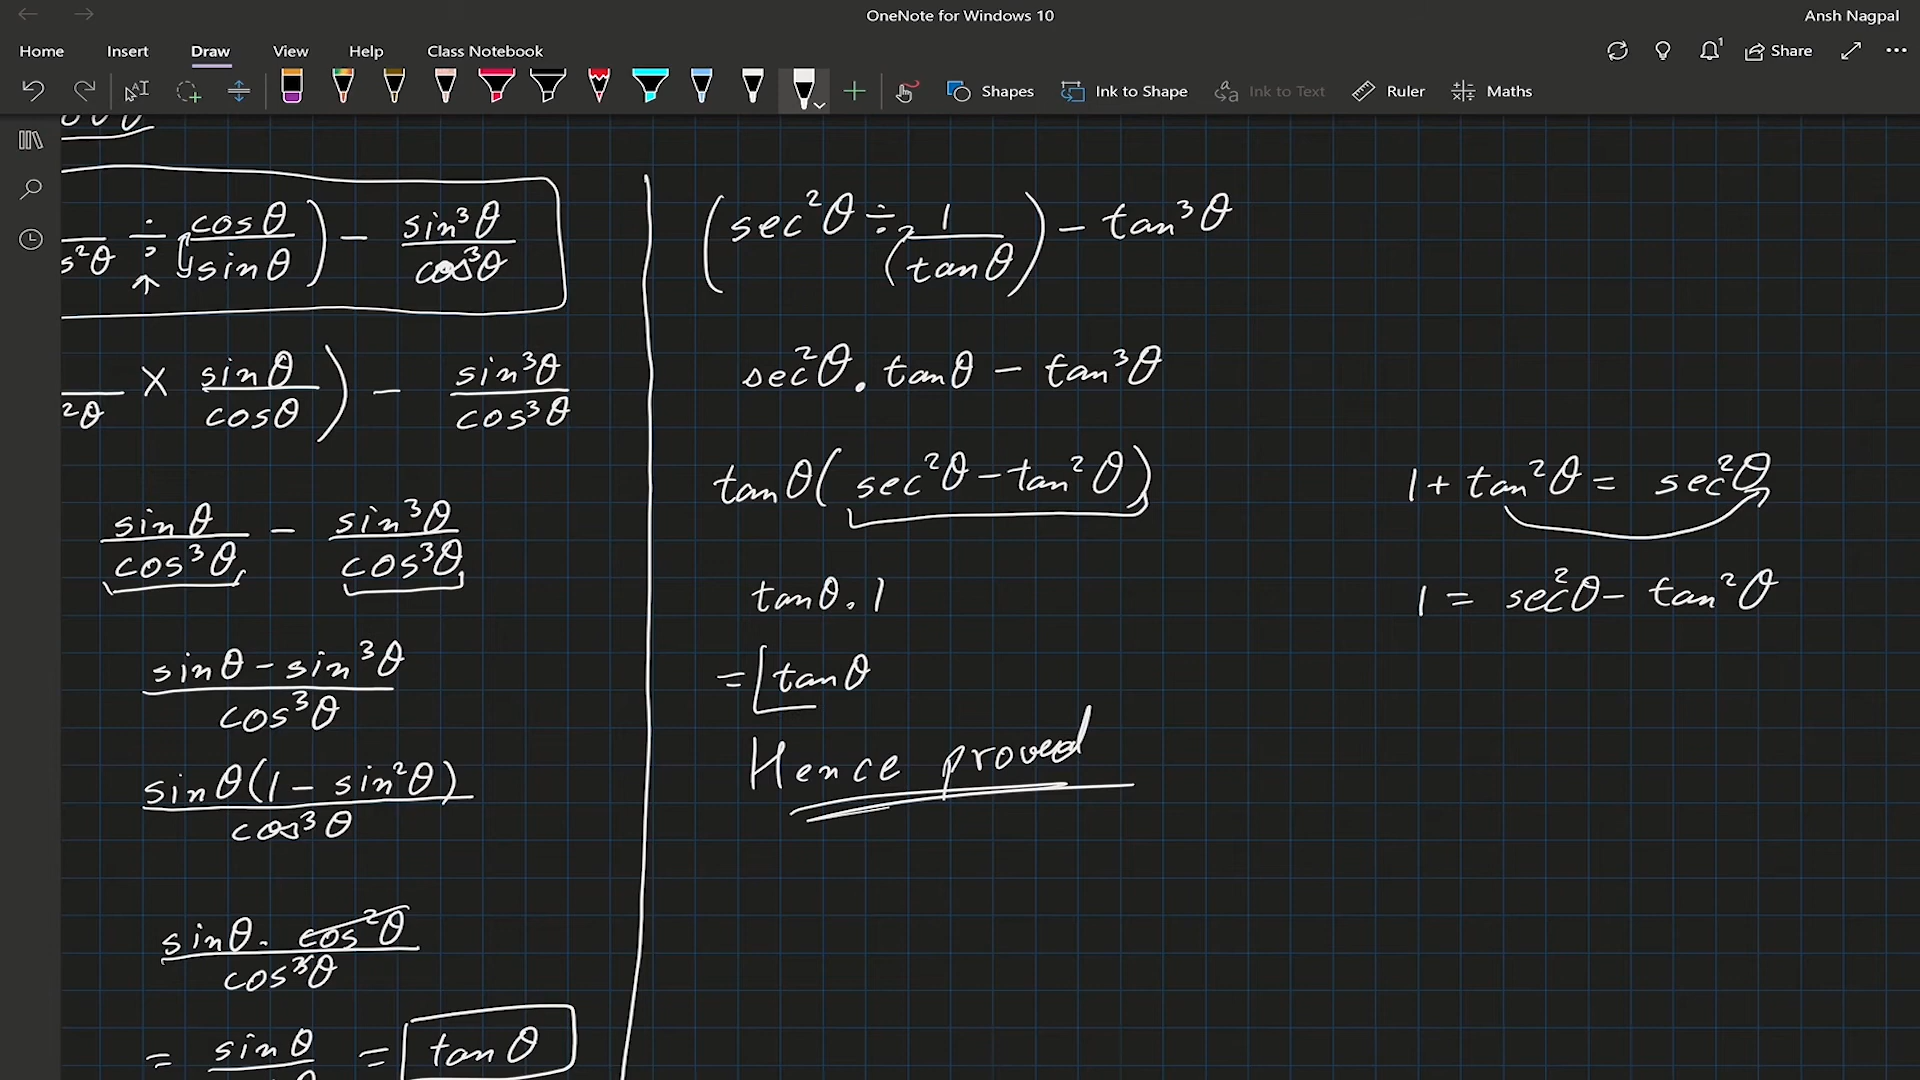 OneNote for Windows 10
Ansh Nagpal
Home Insert Draw View Help Class Notebook
Share
Shapes Ink to Shape Ink to Text Ruler Maths
s²θ ÷ cosθ/sinθ) − sin³θ/cos³θ
²θ × sinθ/cosθ) − sin³θ/cos³θ
sinθ/cos³θ − sin³θ/cos³θ
sinθ − sin³θ/cos³θ
sinθ(1 − sin²θ)/cos³θ
sinθ . cos²θ/cos³θ
= sinθ = tanθ
(sec²θ ÷ 1/(tanθ) − tan³θ
sec²θ . tanθ − tan³θ
tanθ(sec²θ − tan²θ)
tanθ . 1
= tanθ
Hence proved
1 + tan²θ = sec²θ
1 = sec²θ − tan²θ